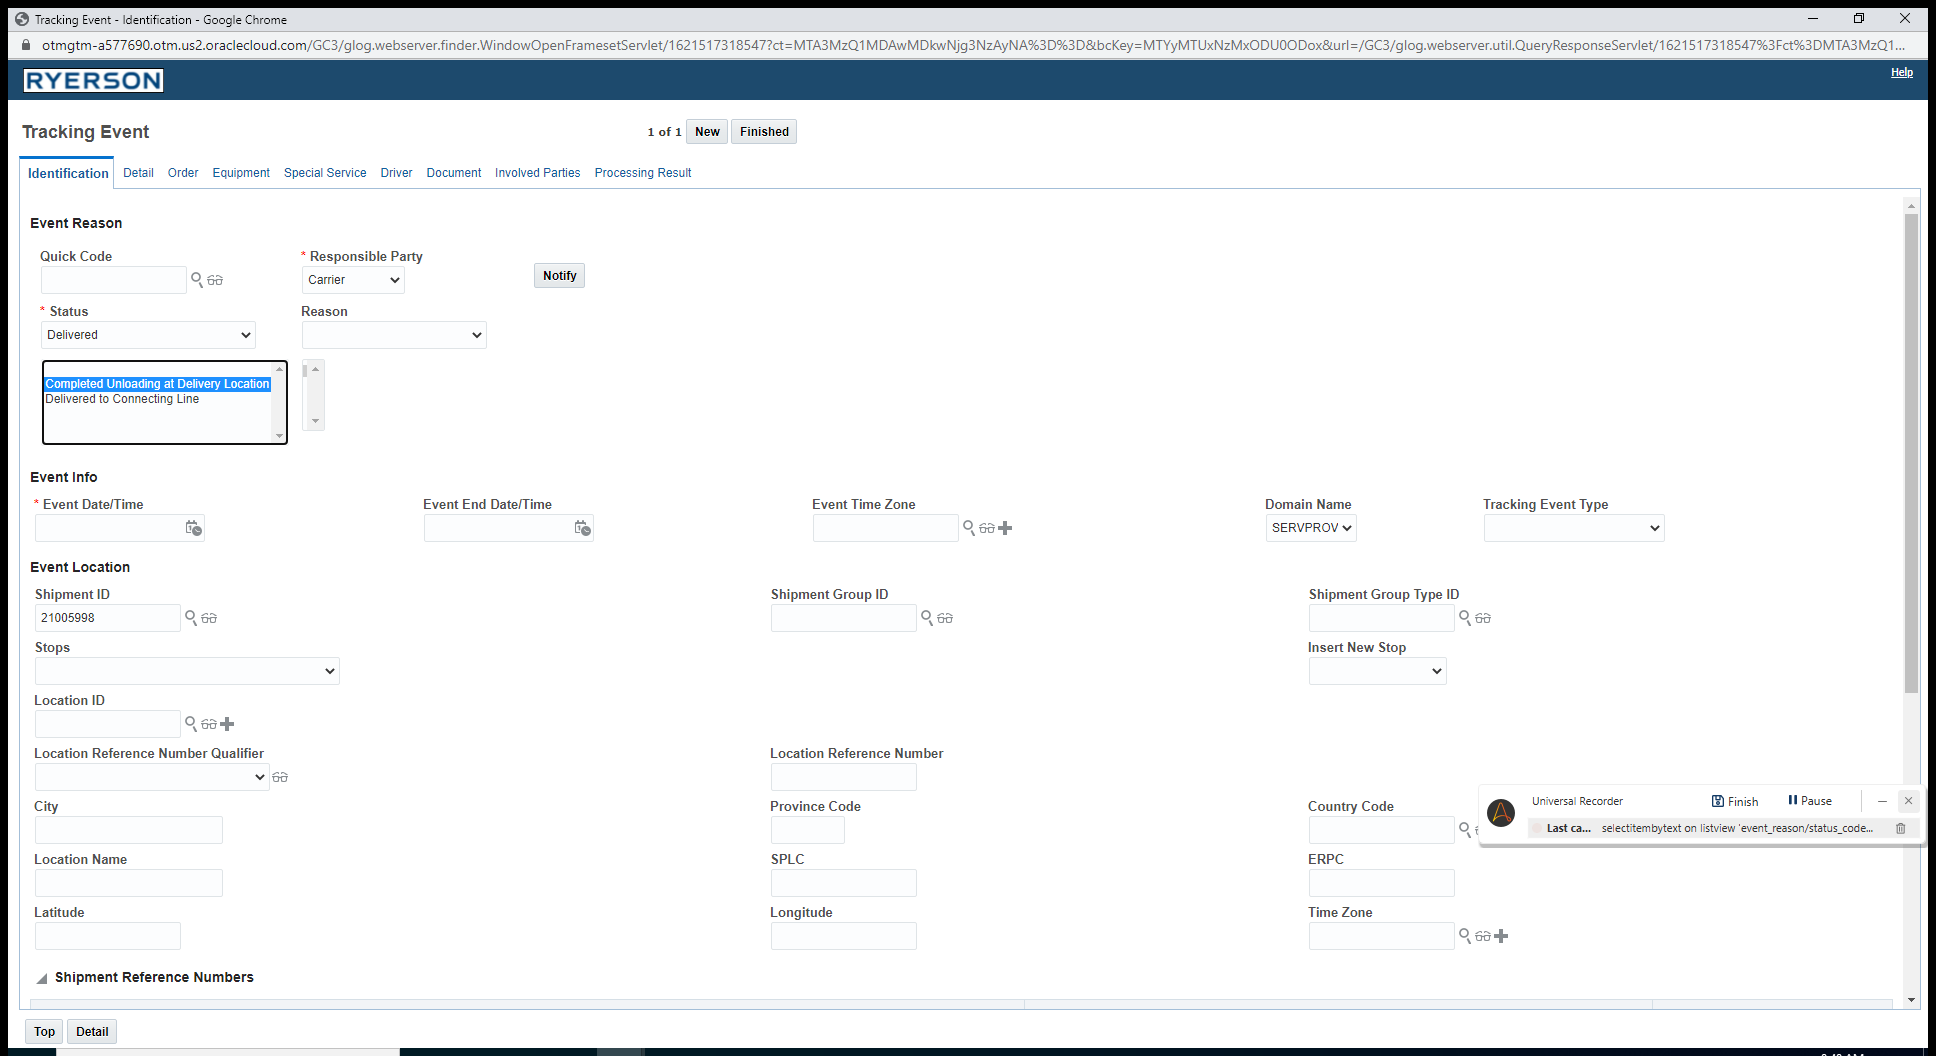 Tracking Event - Identification - Google Chrome
otmgtm-a577690.otm.us2.oraclecloud.com/GC3/glog.webserver.finder.WindowOpenFramesetServlet/1621517318547?ct=MTA3MzQ1MDAwMDkwNjg3NzAyNA%3D%3D&bcKey=MTYyMTUxNzMxODU0ODox&url=/GC3/glog.webserver.util.QueryResponseServlet/1621517318547%3Fct%3DMTA3MzQ1...
RYERSON
Help
Tracking Event
1 of 1 New Finished
Identification Detail Order Equipment Special Service Driver Document Involved Parties Processing Result
Event Reason
Quick Code * Responsible Party
Carrier Notify
* Status Reason
Delivered
Completed Unloading at Delivery Location
Delivered to Connecting Line
Event Info
* Event Date/Time Event End Date/Time Event Time Zone Domain Name Tracking Event Type
SERVPROV
Event Location
Shipment ID Shipment Group ID Shipment Group Type ID
21005998
Stops Insert New Stop
Location ID
Location Reference Number Qualifier Location Reference Number
City Province Code Country Code
Universal Recorder Finish Pause
Last ca... selectitembytext on listview 'event_reason/status_code...
Location Name SPLC ERPC
Latitude Longitude Time Zone
Shipment Reference Numbers
Top Detail